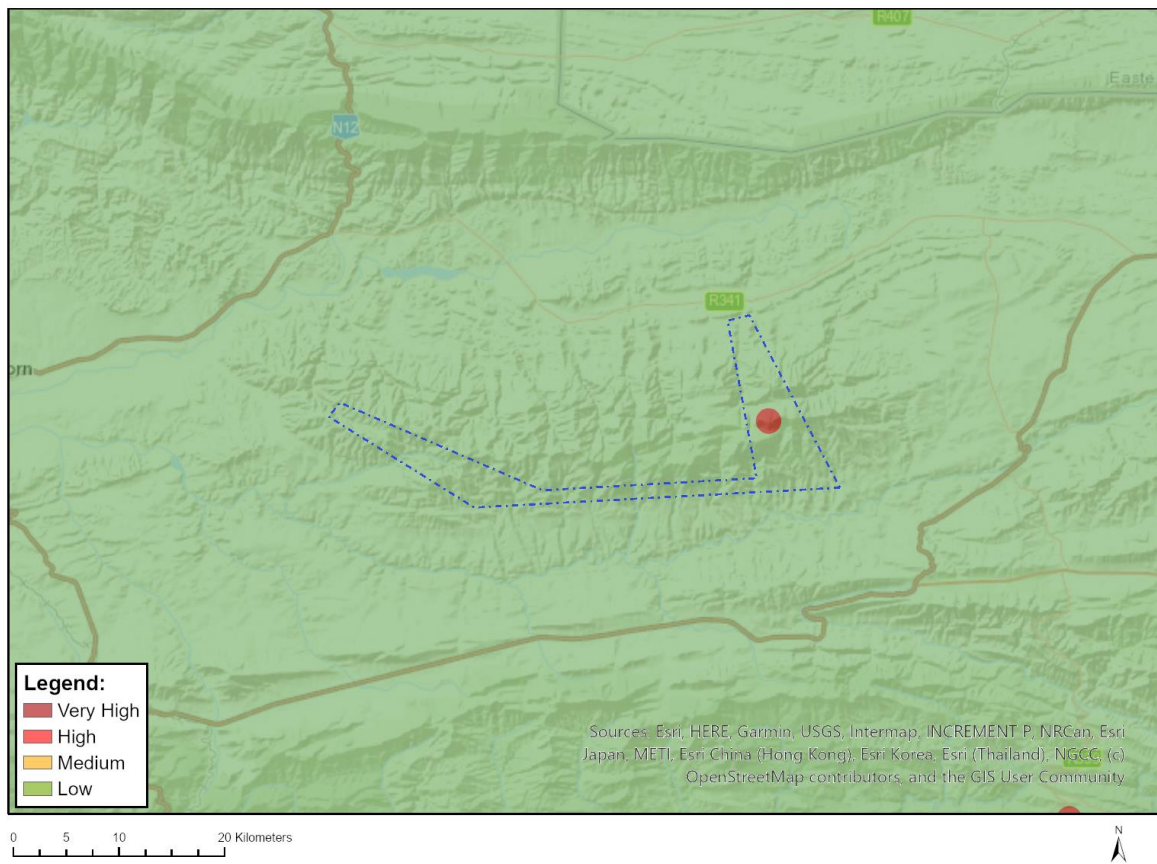 R407
Easte
N12
R341
orn
Legend:
Very High
High
Medium
Low
Sources: Esri, HERE, Garmin, USGS, Intermap, INCREMENT P, NRCan, Esri
Japan, METI, Esri China (Hong Kong), Esri Korea, Esri (Thailand), NGCC, (c)
OpenStreetMap contributors, and the GIS User Community
0 5 10 20 Kilometers
N